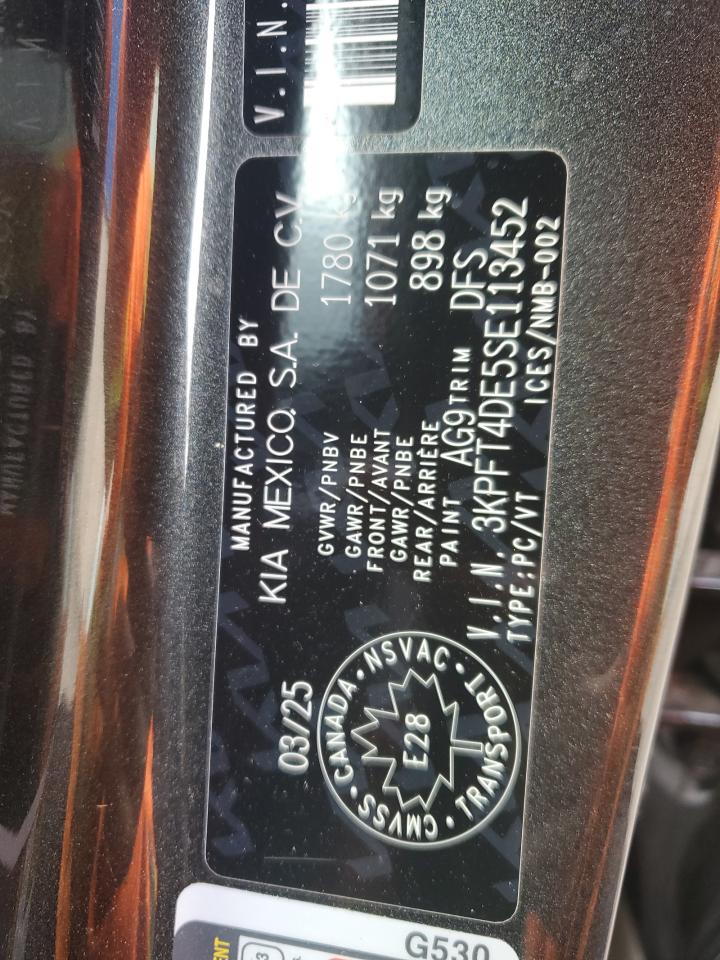 V.I.N.
MANUFACTURED BY
KIA MEXICO, S.A. DE C.V.
03/25
GVWR/PNBV 1780 kg
GAWR/PNBE
FRONT/AVANT 1071 kg
GAWR/PNBE
REAR/ARRIÈRE 898 kg
PAINT AG9 TRIM DFS
V.I.N. 3KPFT4DE5SE113452
TYPE:PC/VT ICES/NMB-002
CANADA · NSVAC · TRANSPORT · CMVSS ·
E28
G530